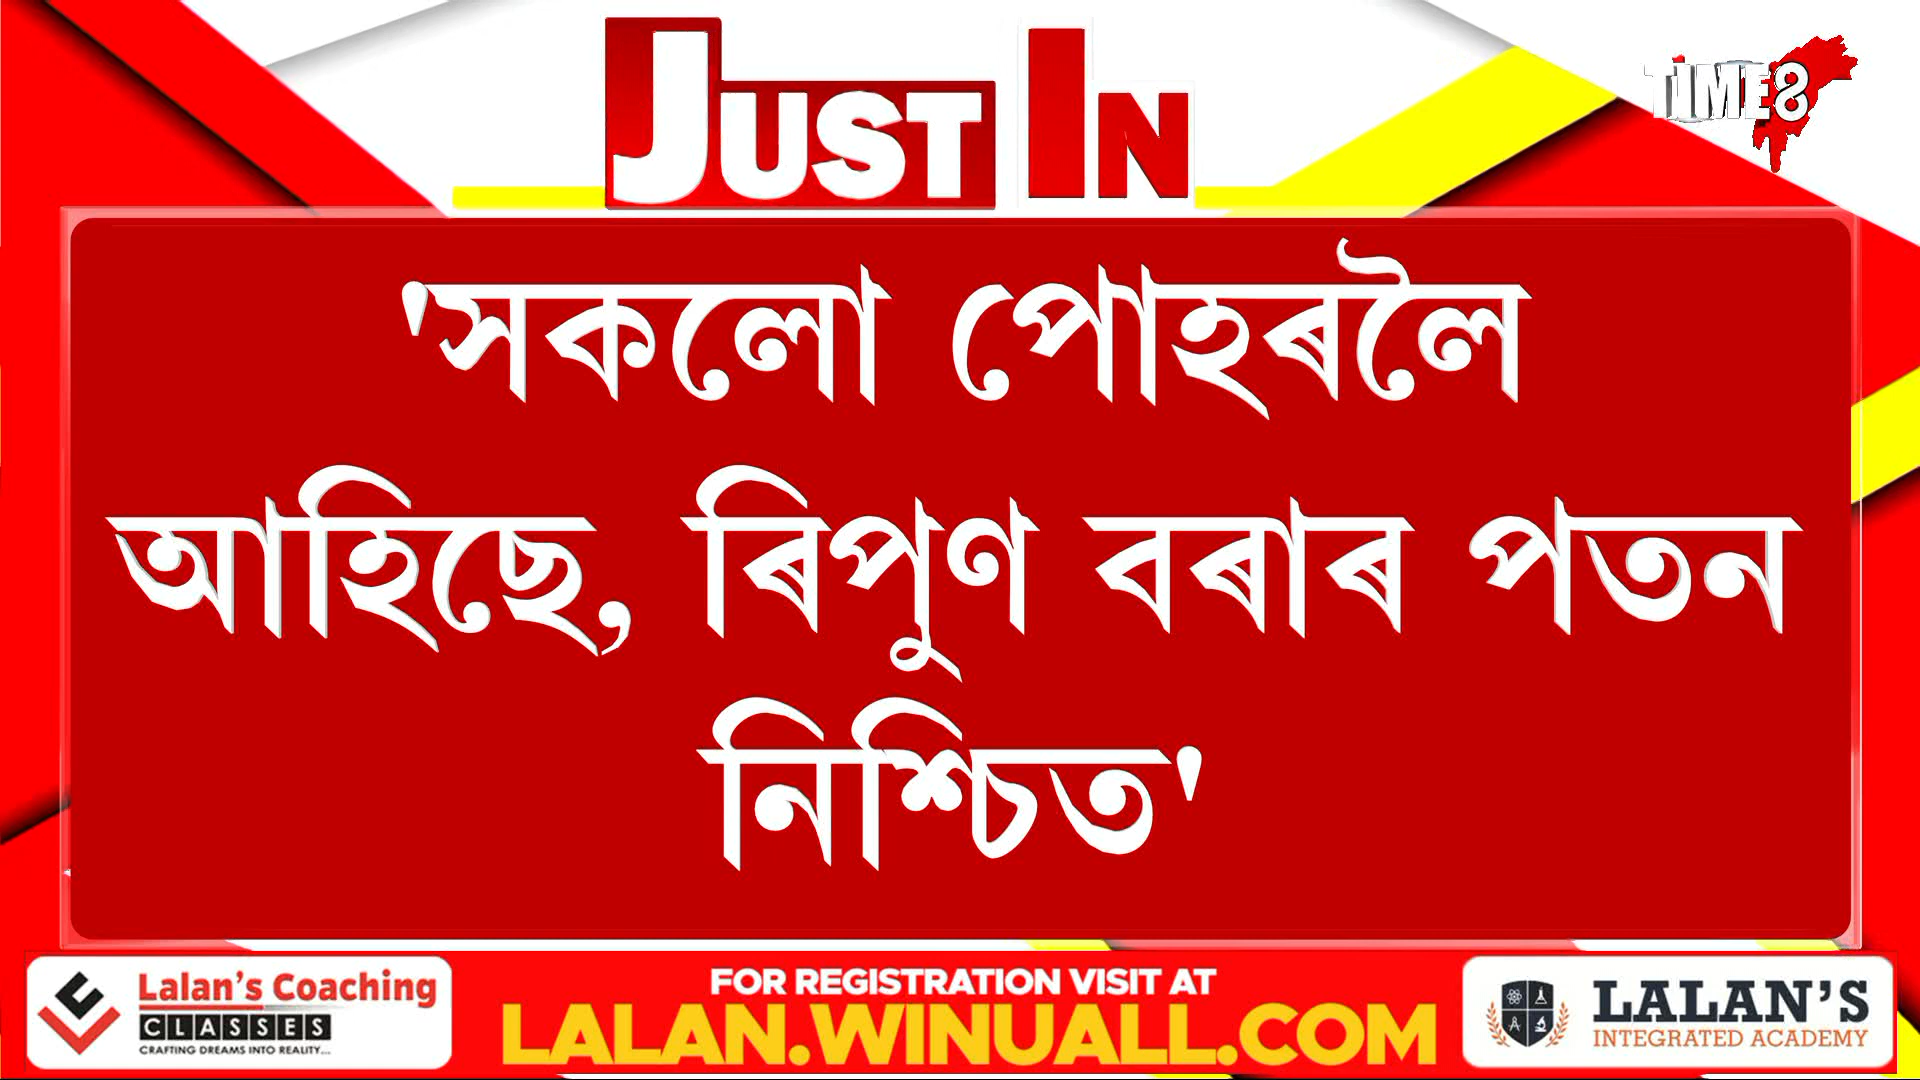 JUST IN
TIME8
'সকলো পোহৰলৈ
আহিছে, ৰিপুণ বৰাৰ পতন
নিশ্চিত'
Lalan's Coaching
CLASSES
CRAFTING DREAMS INTO REALITY...
FOR REGISTRATION VISIT AT
LALAN.WINUALL.COM
LALAN'S
INTEGRATED ACADEMY